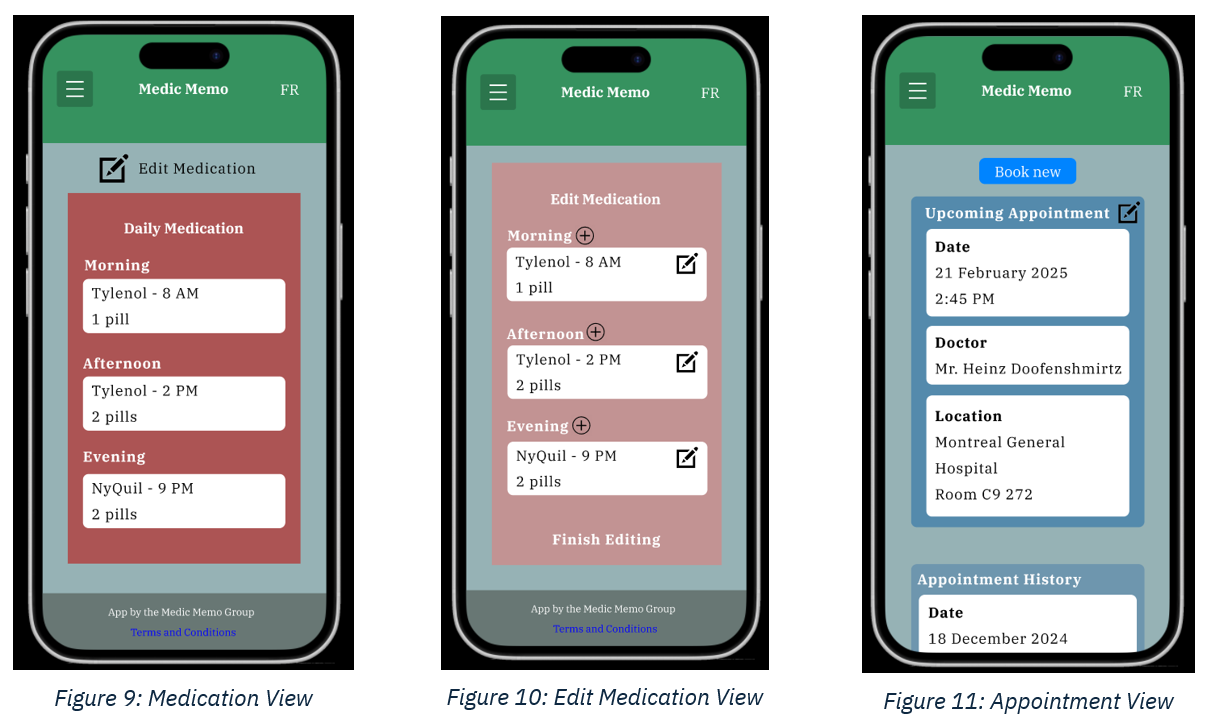 Medic Memo
FR
Edit Medication
Daily Medication
Morning
Tylenol - 8 AM
1 pill
Afternoon
Tylenol - 2 PM
2 pills
Evening
NyQuil - 9 PM
2 pills
App by the Medic Memo Group
Terms and Conditions
Figure 9: Medication View
Medic Memo
FR
Edit Medication
Morning
Tylenol - 8 AM
1 pill
Afternoon
Tylenol - 2 PM
2 pills
Evening
NyQuil - 9 PM
2 pills
Finish Editing
App by the Medic Memo Group
Terms and Conditions
Figure 10: Edit Medication View
Medic Memo
FR
Book new
Upcoming Appointment
Date
21 February 2025
2:45 PM
Doctor
Mr. Heinz Doofenshmirtz
Location
Montreal General
Hospital
Room C9 272
Appointment History
Date
18 December 2024
Figure 11: Appointment View